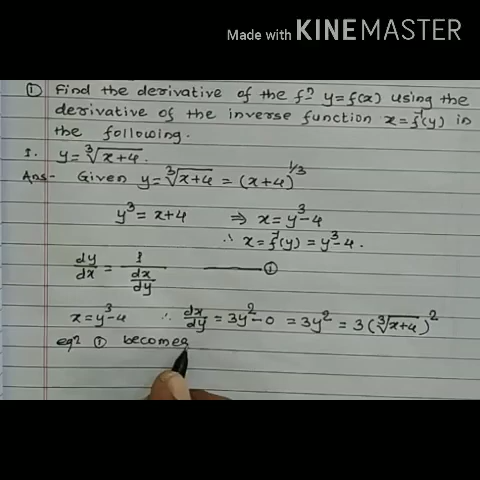 Made with KINEMASTER
① Find the derivative of the fⁿ y=f(x) using the
derivative of the inverse function x=f⁻¹(y) in
the following.
1. y=∛(x+4).
Ans- Given y=∛(x+4) = (x+4)^(1/3)
y³ = x+4 ⇒ x=y³-4
∴ x=f⁻¹(y) = y³-4.
dy/dx = 1/(dx/dy) ——— ①
x=y³-4 ∴ dx/dy = 3y²-0 = 3y² = 3(∛(x+4))²
eqⁿ ① becomes